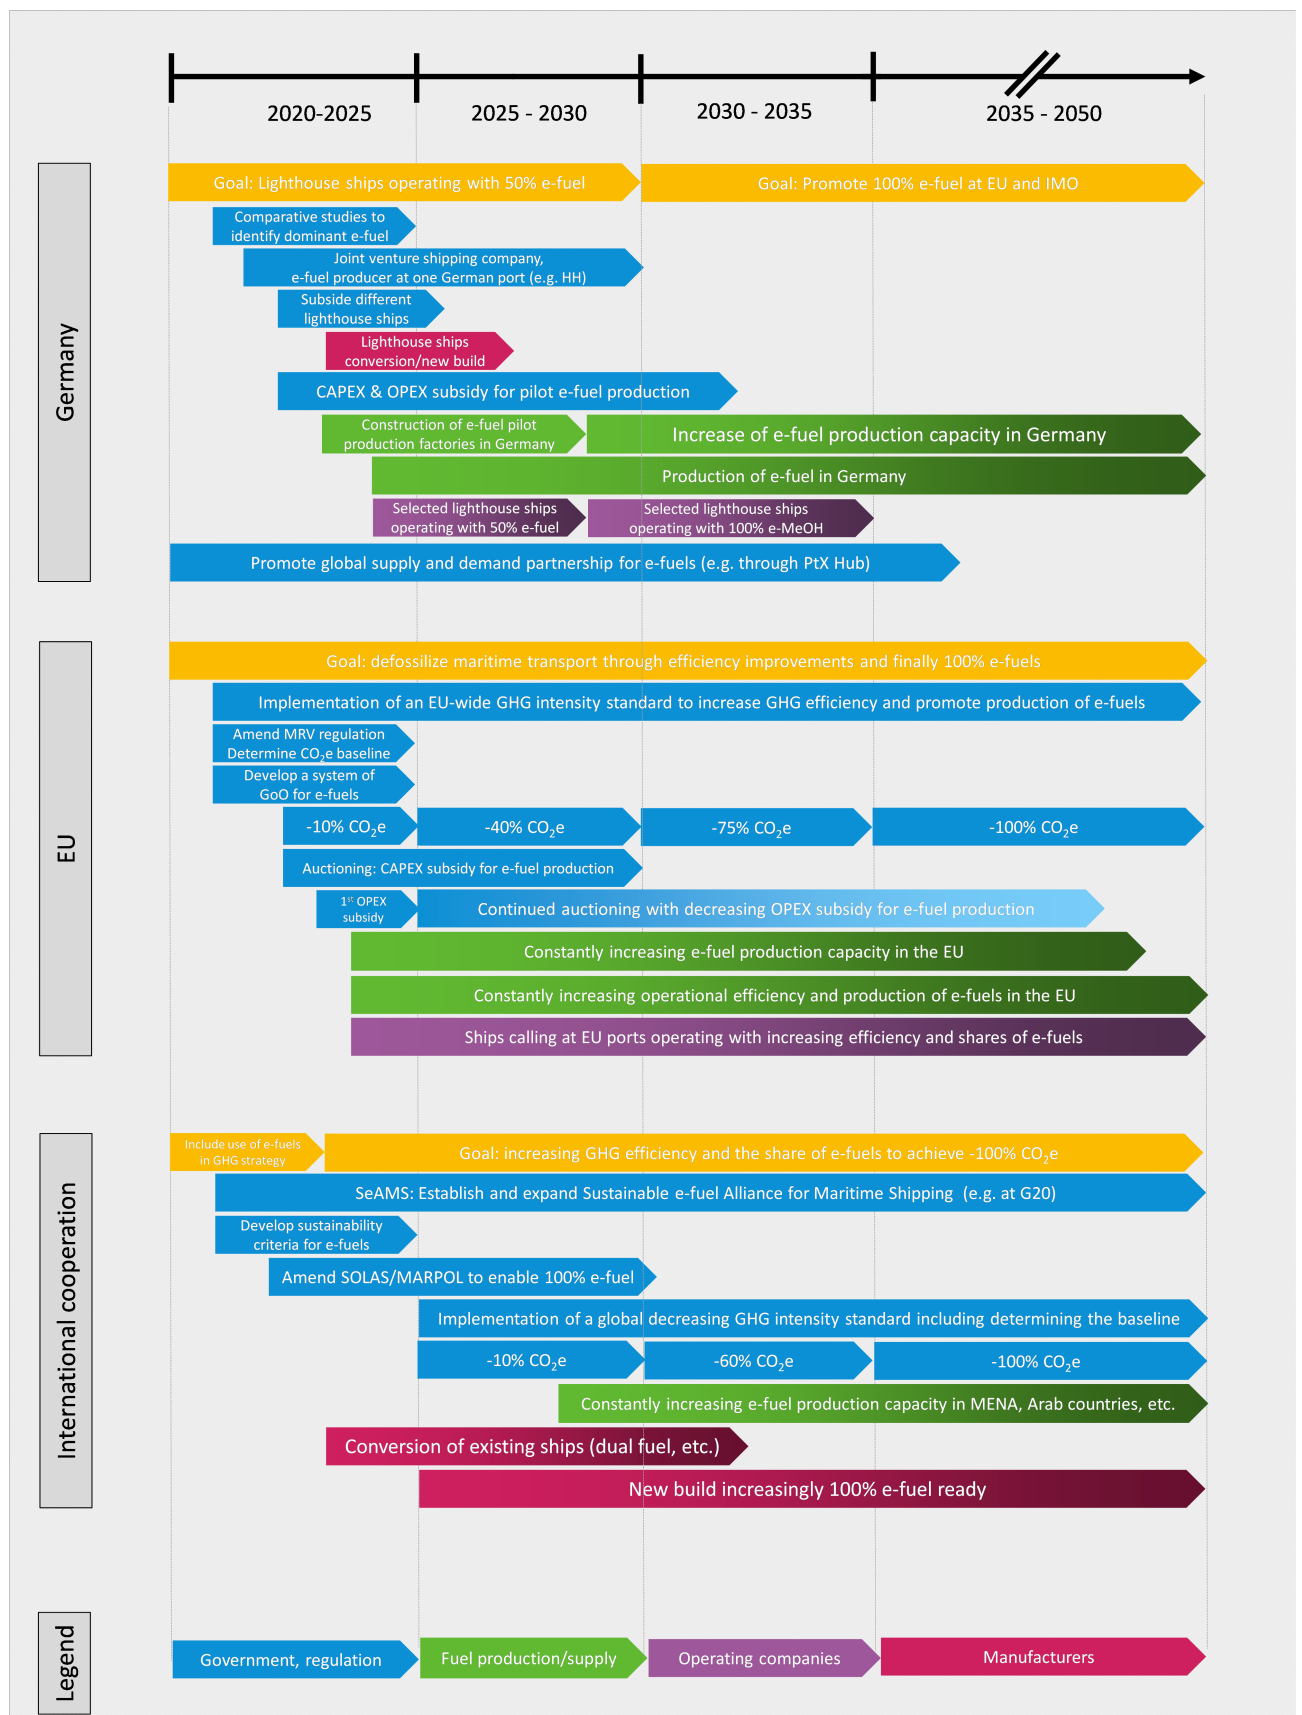 2020-2025
2025 - 2030
2030 - 2035
2035 - 2050
Germany
Goal: Lighthouse ships operating with 50% e-fuel
Goal: Promote 100% e-fuel at EU and IMO
Comparative studies to
identify dominant e-fuel
Joint venture shipping company,
e-fuel producer at one German port (e.g. HH)
Subside different
lighthouse ships
Lighthouse ships
conversion/new build
CAPEX & OPEX subsidy for pilot e-fuel production
Construction of e-fuel pilot
production factories in Germany
Increase of e-fuel production capacity in Germany
Production of e-fuel in Germany
Selected lighthouse ships
operating with 50% e-fuel
Selected lighthouse ships
operating with 100% e-MeOH
Promote global supply and demand partnership for e-fuels (e.g. through PtX Hub)
EU
Goal: defossilize maritime transport through efficiency improvements and finally 100% e-fuels
Implementation of an EU-wide GHG intensity standard to increase GHG efficiency and promote production of e-fuels
Amend MRV regulation
Determine CO₂e baseline
Develop a system of
GoO for e-fuels
-10% CO₂e
-40% CO₂e
-75% CO₂e
-100% CO₂e
Auctioning: CAPEX subsidy for e-fuel production
1st OPEX
subsidy
Continued auctioning with decreasing OPEX subsidy for e-fuel production
Constantly increasing e-fuel production capacity in the EU
Constantly increasing operational efficiency and production of e-fuels in the EU
Ships calling at EU ports operating with increasing efficiency and shares of e-fuels
International cooperation
Include use of e-fuels
in GHG strategy
Goal: increasing GHG efficiency and the share of e-fuels to achieve -100% CO₂e
SeAMS: Establish and expand Sustainable e-fuel Alliance for Maritime Shipping (e.g. at G20)
Develop sustainability
criteria for e-fuels
Amend SOLAS/MARPOL to enable 100% e-fuel
Implementation of a global decreasing GHG intensity standard including determining the baseline
-10% CO₂e
-60% CO₂e
-100% CO₂e
Constantly increasing e-fuel production capacity in MENA, Arab countries, etc.
Conversion of existing ships (dual fuel, etc.)
New build increasingly 100% e-fuel ready
Legend
Government, regulation
Fuel production/supply
Operating companies
Manufacturers